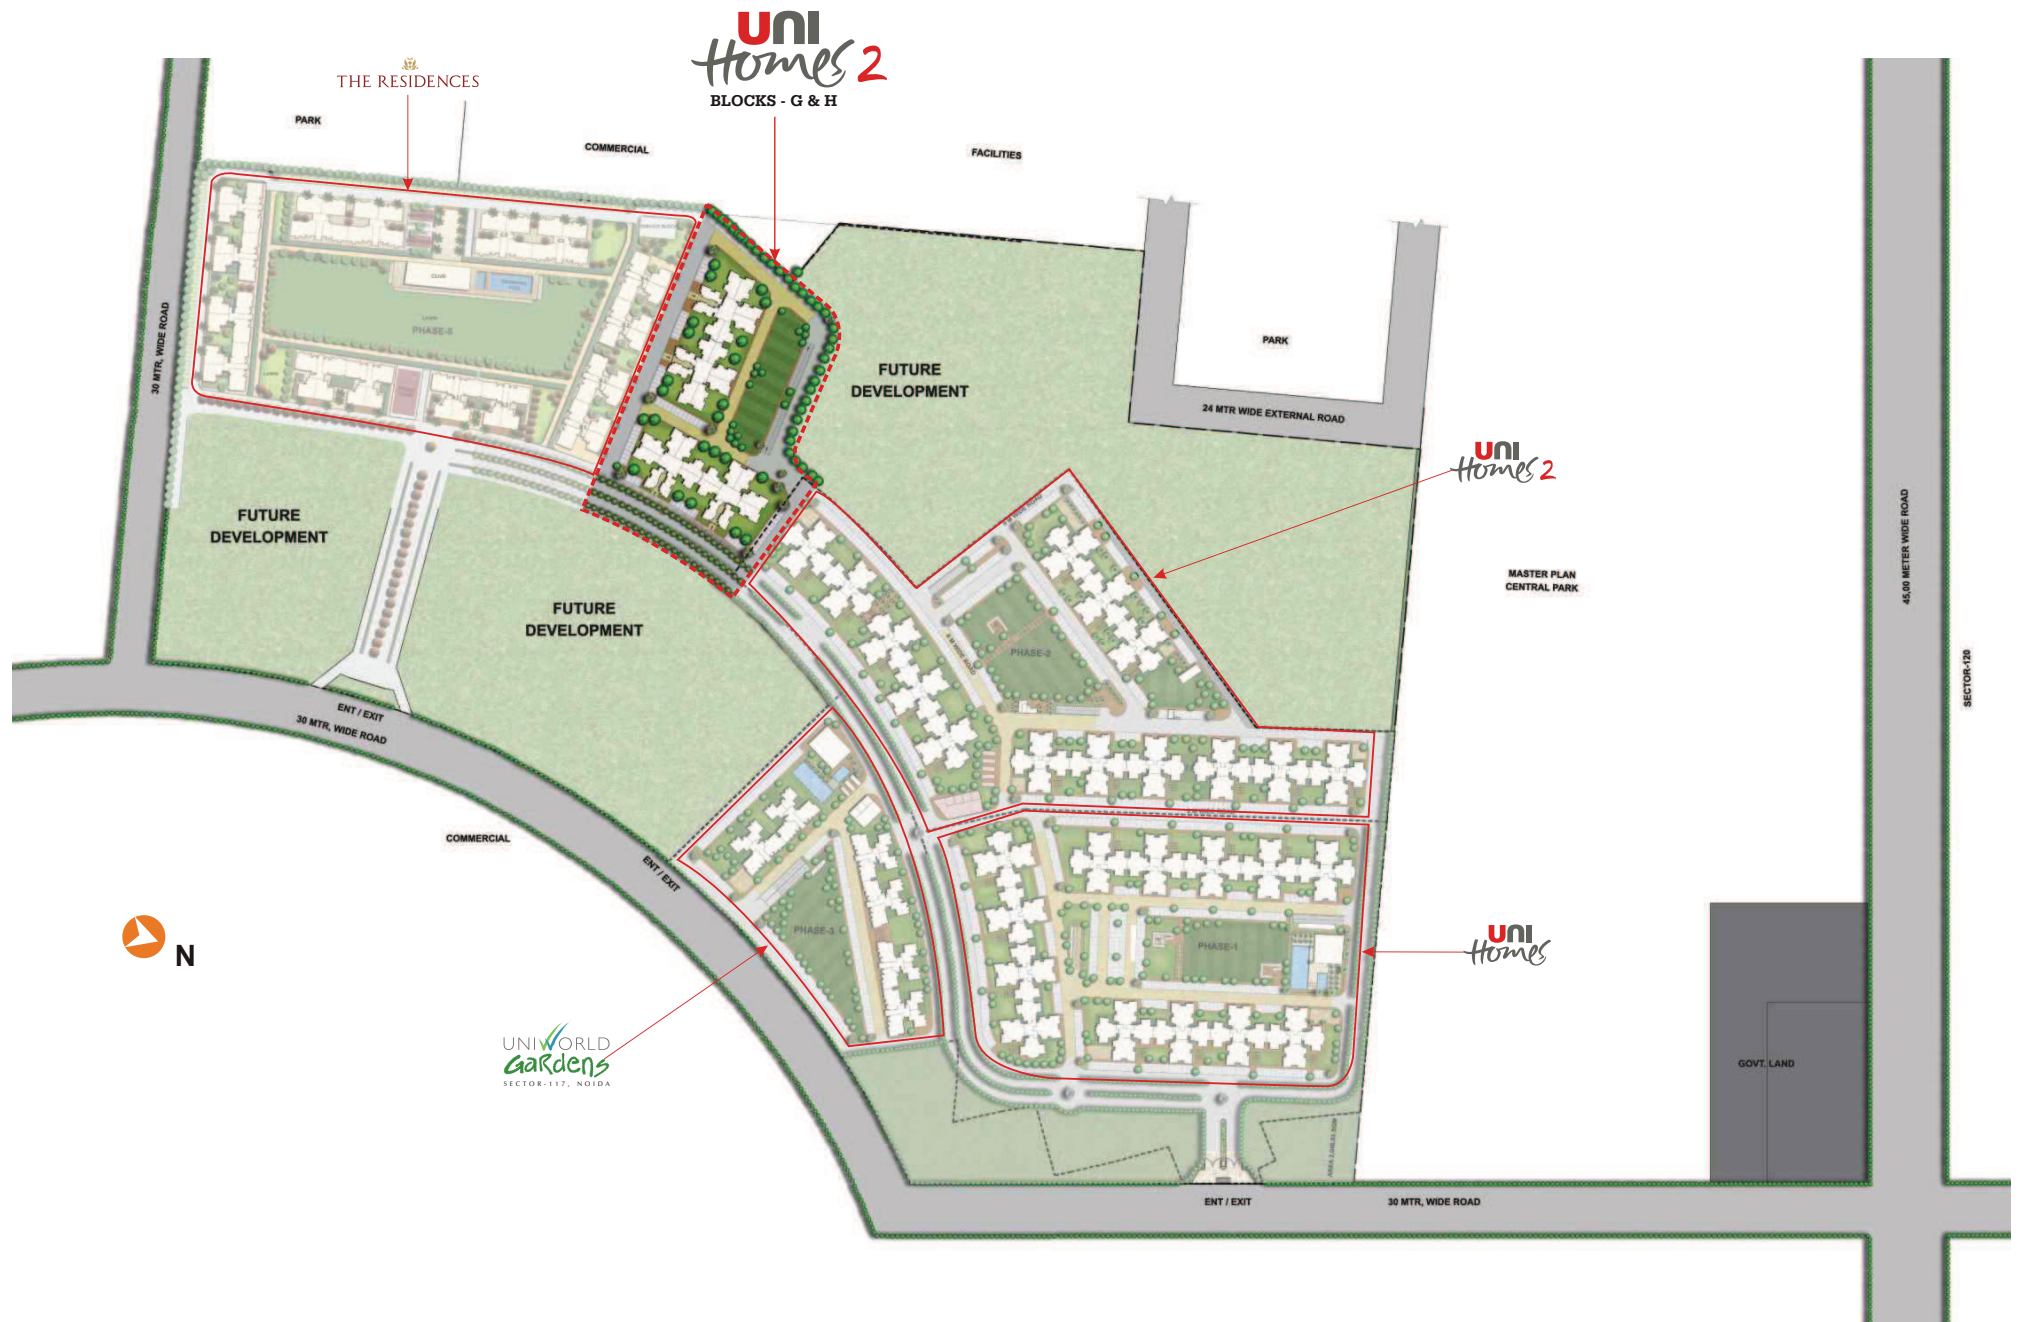 UNI
Homes 2
BLOCKS - G & H
THE RESIDENCES
PARK
COMMERCIAL
FACILITIES
CLUB
LAWN
PHASE-5
30 MTR, WIDE ROAD
FUTURE
DEVELOPMENT
PARK
24 MTR WIDE EXTERNAL ROAD
UNI
Homes 2
FUTURE
DEVELOPMENT
45,00 METER WIDE ROAD
MASTER PLAN
CENTRAL PARK
FUTURE
DEVELOPMENT
PHASE-2
SECTOR-120
ENT / EXIT
30 MTR, WIDE ROAD
COMMERCIAL
ENT / EXIT
PHASE-3
PHASE-1
UNI
Homes
N
UNIWORLD
Gardens
SECTOR-117, NOIDA
GOVT. LAND
ENT / EXIT
30 MTR, WIDE ROAD